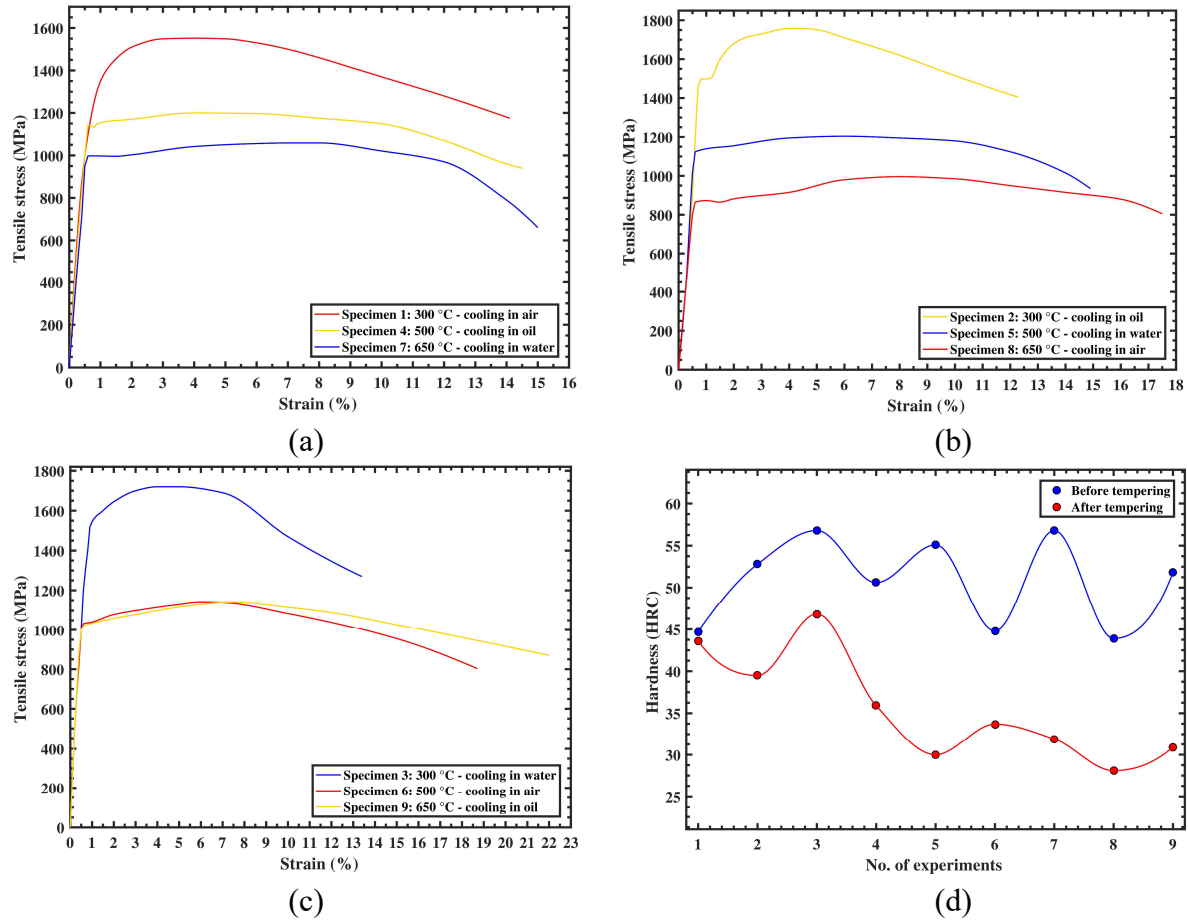 1600
1400
1200
1000
800
600
400
200
0
Tensile stress (MPa)
0 1 2 3 4 5 6 7 8 9 10 11 12 13 14 15 16
Strain (%)
Specimen 1: 300 °C - cooling in air
Specimen 4: 500 °C - cooling in oil
Specimen 7: 650 °C - cooling in water
(a)
1800
1600
1400
1200
1000
800
600
400
200
0
Tensile stress (MPa)
0 1 2 3 4 5 6 7 8 9 10 11 12 13 14 15 16 17 18
Strain (%)
Specimen 2: 300 °C - cooling in oil
Specimen 5: 500 °C - cooling in water
Specimen 8: 650 °C - cooling in air
(b)
1800
1600
1400
1200
1000
800
600
400
200
0
Tensile stress (MPa)
0 1 2 3 4 5 6 7 8 9 10 11 12 13 14 15 16 17 18 19 20 21 22 23
Strain (%)
Specimen 3: 300 °C - cooling in water
Specimen 6: 500 °C - cooling in air
Specimen 9: 650 °C - cooling in oil
(c)
60
55
50
45
40
35
30
25
Hardness (HRC)
1 2 3 4 5 6 7 8 9
No. of experiments
Before tempering
After tempering
(d)